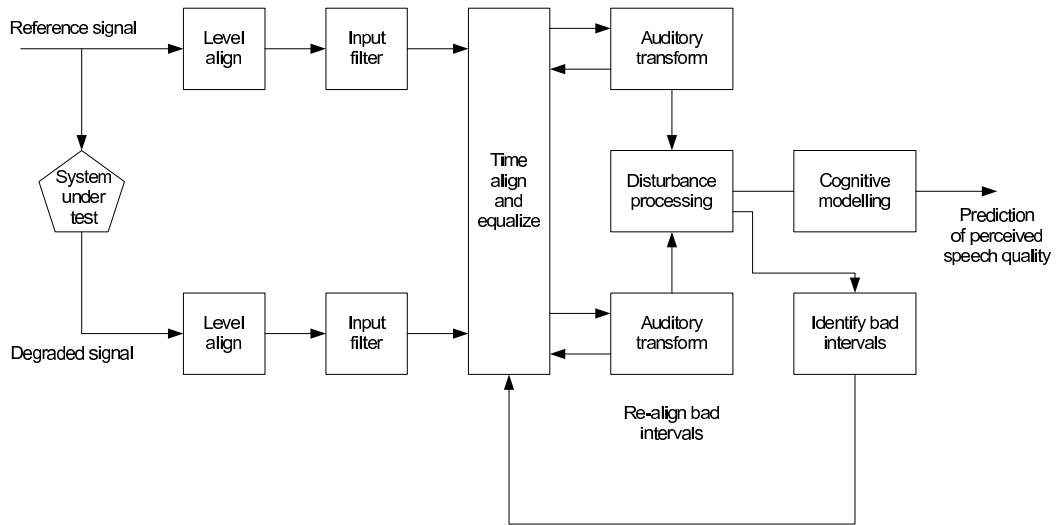 Reference signal
Level
align
Input
filter
Auditory
transform
System
under
test
Time
align
and
equalize
Disturbance
processing
Cognitive
modelling
Prediction
of perceived
speech quality
Degraded signal
Level
align
Input
filter
Auditory
transform
Identify bad
intervals
Re-align bad
intervals